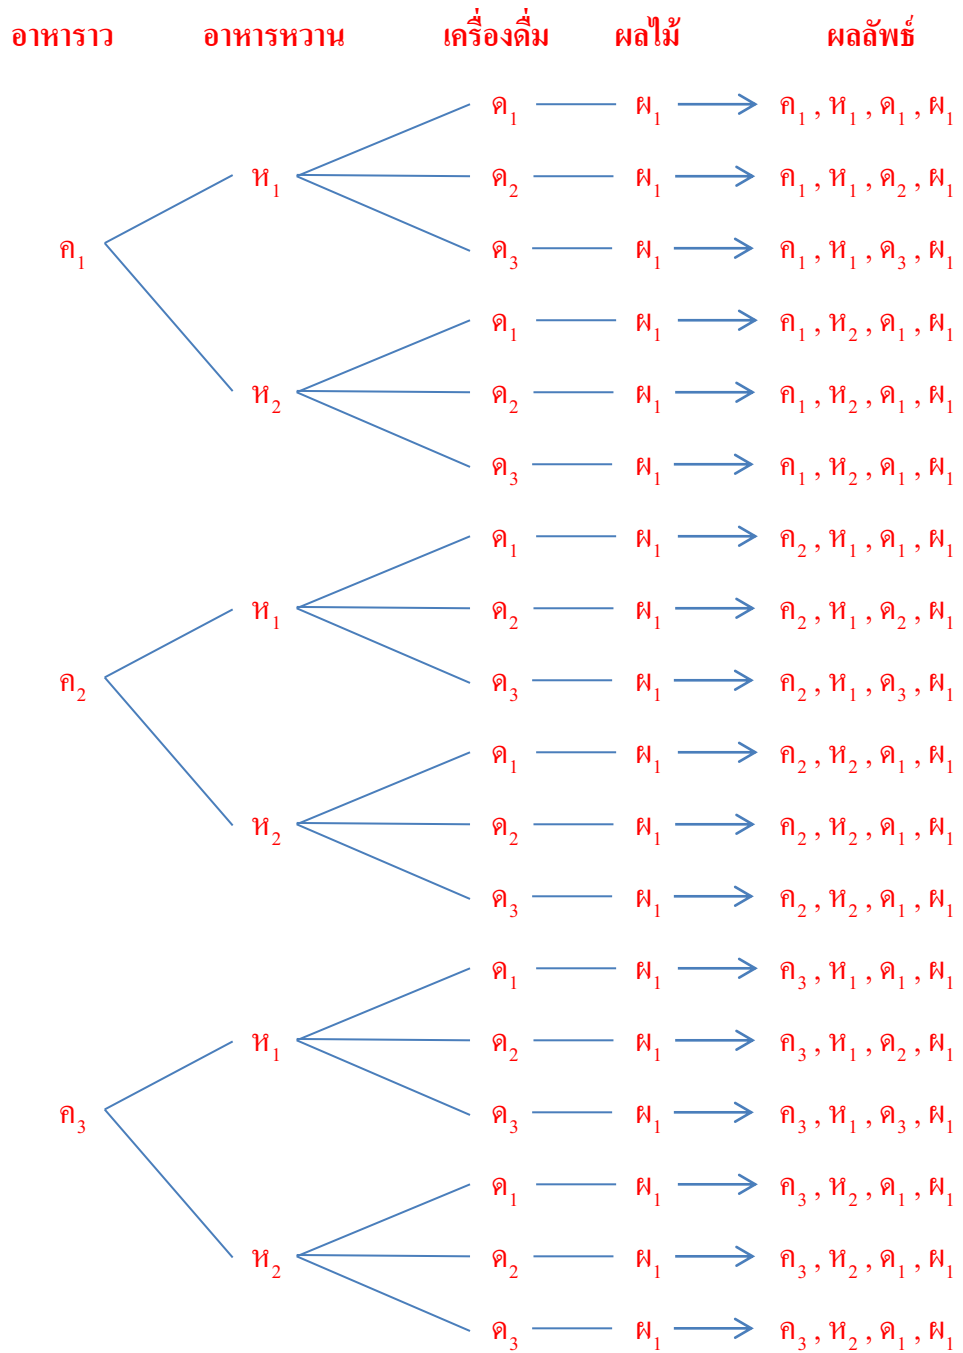 อาหาราว อาหารหวาน เครื่องดื่ม ผลไม้ ผลลัพธ์
ด1 ผ1 ค1 , ห1 , ด1 , ผ1
ห1 ด2 ผ1 ค1 , ห1 , ด2 , ผ1
ค1 ด3 ผ1 ค1 , ห1 , ด3 , ผ1
ด1 ผ1 ค1 , ห2 , ด1 , ผ1
ห2 ด2 ผ1 ค1 , ห2 , ด1 , ผ1
ด3 ผ1 ค1 , ห2 , ด1 , ผ1
ด1 ผ1 ค2 , ห1 , ด1 , ผ1
ห1 ด2 ผ1 ค2 , ห1 , ด2 , ผ1
ค2 ด3 ผ1 ค2 , ห1 , ด3 , ผ1
ด1 ผ1 ค2 , ห2 , ด1 , ผ1
ห2 ด2 ผ1 ค2 , ห2 , ด1 , ผ1
ด3 ผ1 ค2 , ห2 , ด1 , ผ1
ด1 ผ1 ค3 , ห1 , ด1 , ผ1
ห1 ด2 ผ1 ค3 , ห1 , ด2 , ผ1
ค3 ด3 ผ1 ค3 , ห1 , ด3 , ผ1
ด1 ผ1 ค3 , ห2 , ด1 , ผ1
ห2 ด2 ผ1 ค3 , ห2 , ด1 , ผ1
ด3 ผ1 ค3 , ห2 , ด1 , ผ1